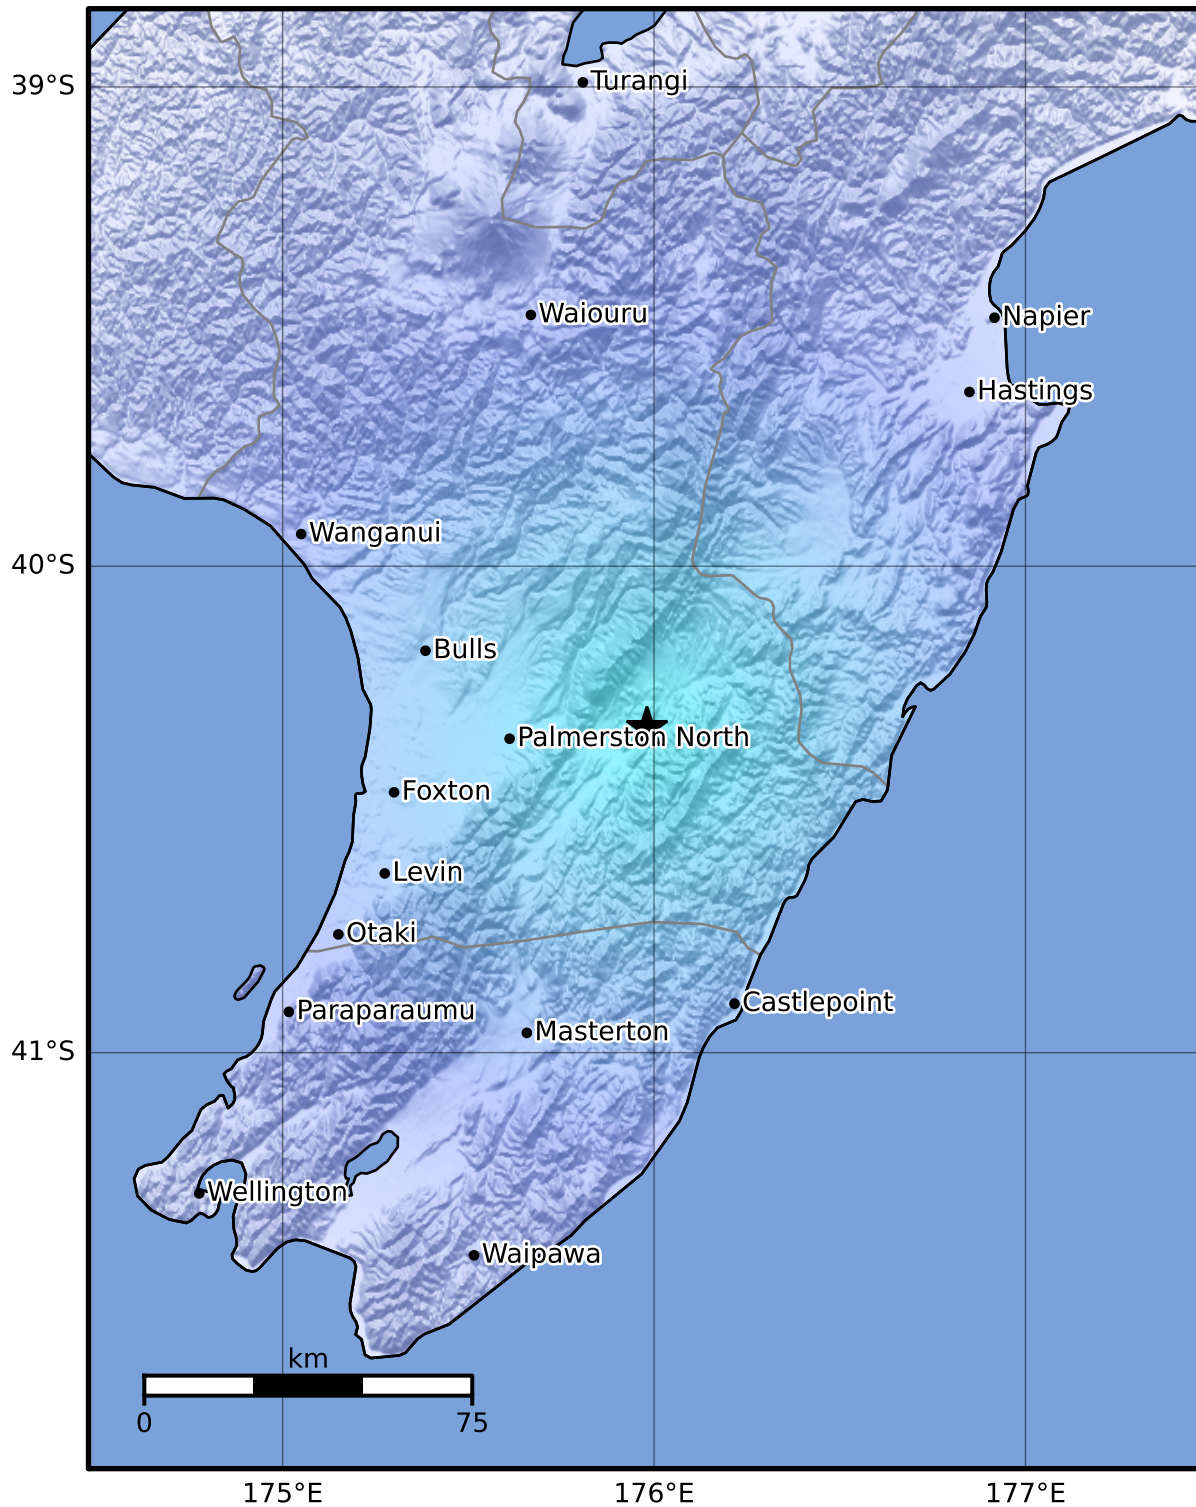 39°S
Turangi
Waiouru
Napier
Hastings
Wanganui
40°S
Bulls
Palmerston North
Foxton
Levin
Otaki
Paraparaumu
Castlepoint
Masterton
41°S
Wellington
Waipawa
km
0 75
175°E 176°E 177°E